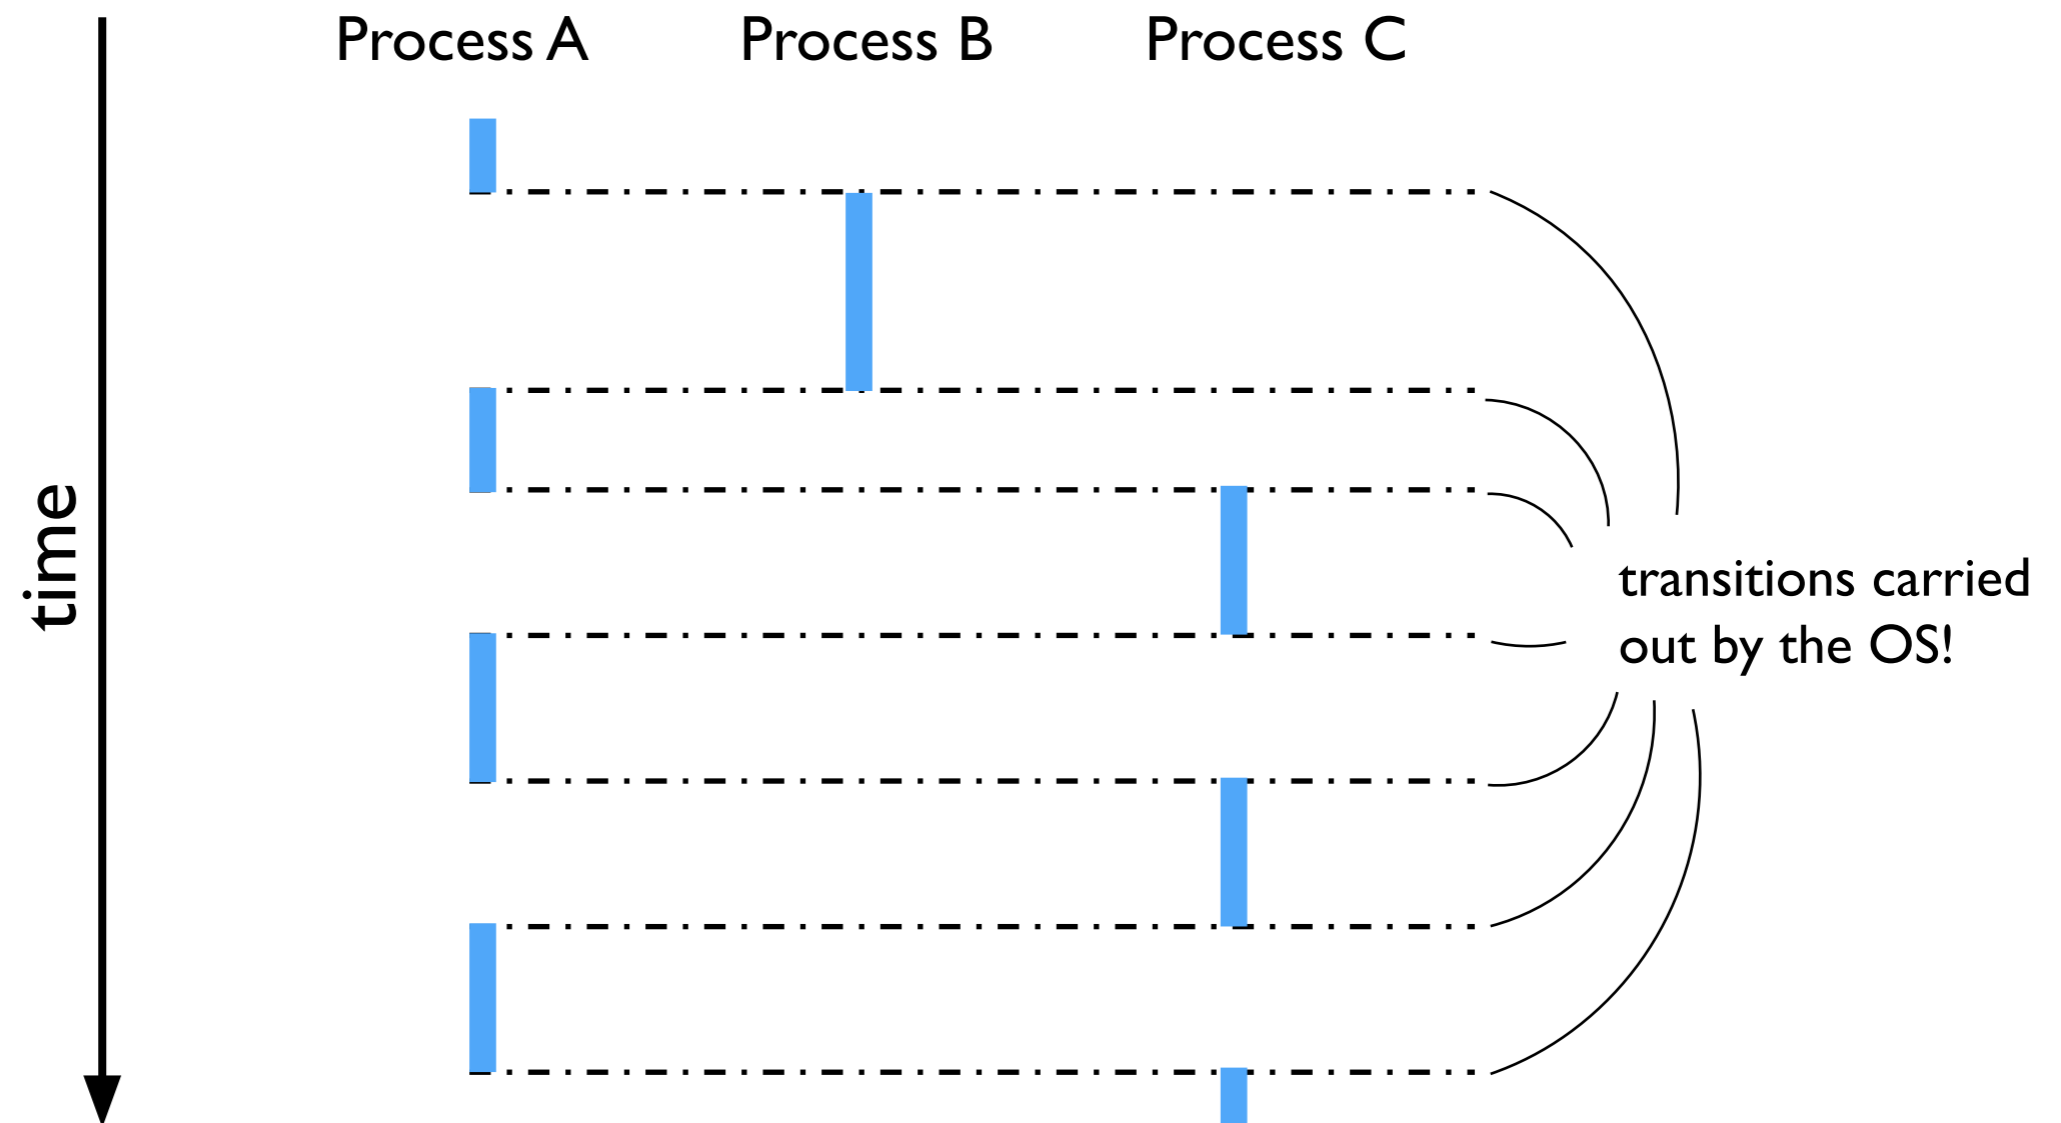 Process A
Process B
Process C
time
transitions carried
out by the OS!